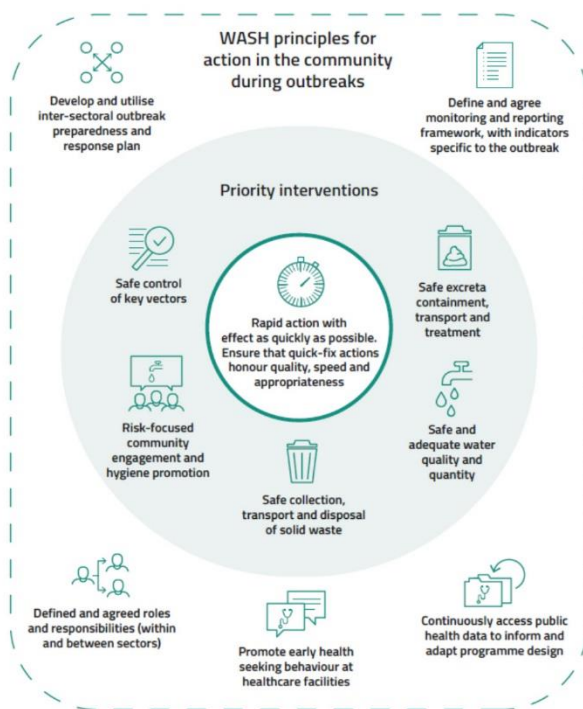 WASH principles for
action in the community
during outbreaks
Develop and utilise
inter-sectoral outbreak
preparedness and
response plan
Define and agree
monitoring and reporting
framework, with indicators
specific to the outbreak
Priority interventions
Safe control
of key vectors
Rapid action with
effect as quickly as possible.
Ensure that quick-fix actions
honour quality, speed and
appropriateness
Safe excreta
containment,
transport and
treatment
Risk-focused
community
engagement and
hygiene promotion
Safe and
adequate water
quality and
quantity
Safe collection,
transport and disposal
of solid waste
Defined and agreed roles
and responsibilities (within
and between sectors)
Promote early health
seeking behaviour at
healthcare facilities
Continuously access public
health data to inform and
adapt programme design